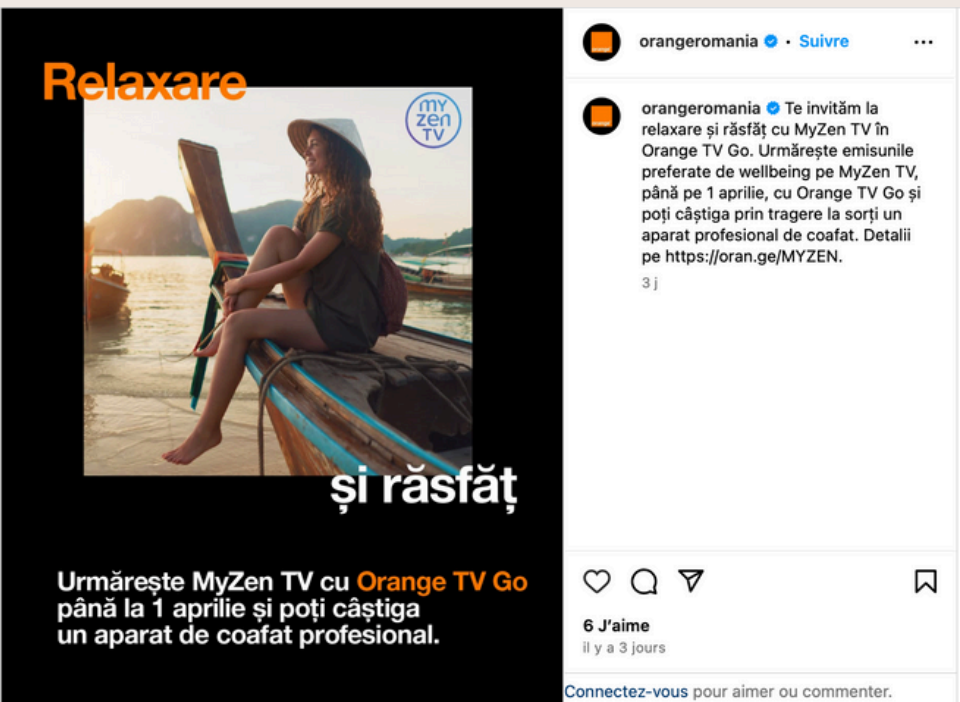 Relaxare
my
zen
TV
și răsfăț
Urmărește MyZen TV cu Orange TV Go
până la 1 aprilie și poți câștiga
un aparat de coafat profesional.
orange
orangeromania • Suivre
orange
orangeromania Te invităm la
relaxare și răsfăț cu MyZen TV în
Orange TV Go. Urmărește emisunile
preferate de wellbeing pe MyZen TV,
până pe 1 aprilie, cu Orange TV Go și
poți câștiga prin tragere la sorți un
aparat profesional de coafat. Detalii
pe https://oran.ge/MYZEN.
3 j
6 J’aime
il y a 3 jours
Connectez-vous pour aimer ou commenter.